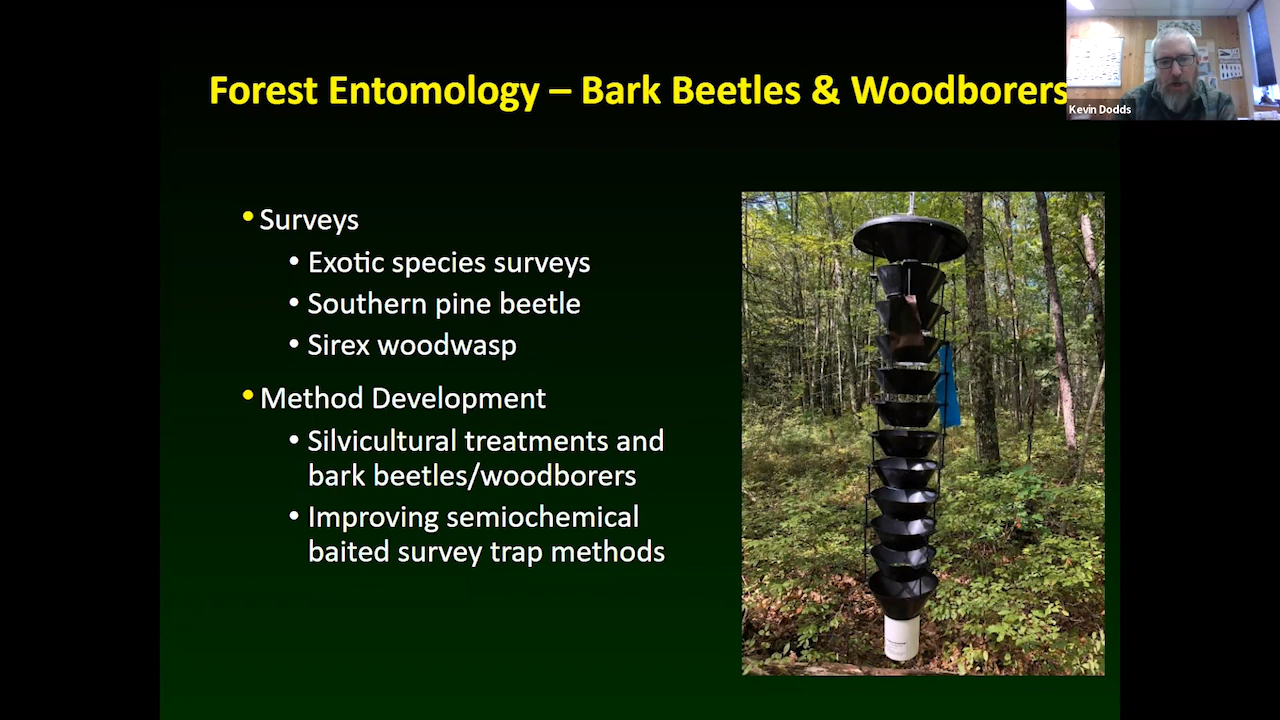 Forest Entomology – Bark Beetles & Woodborers
Kevin Dodds
• Surveys
• Exotic species surveys
• Southern pine beetle
• Sirex woodwasp
• Method Development
• Silvicultural treatments and
bark beetles/woodborers
• Improving semiochemical
baited survey trap methods